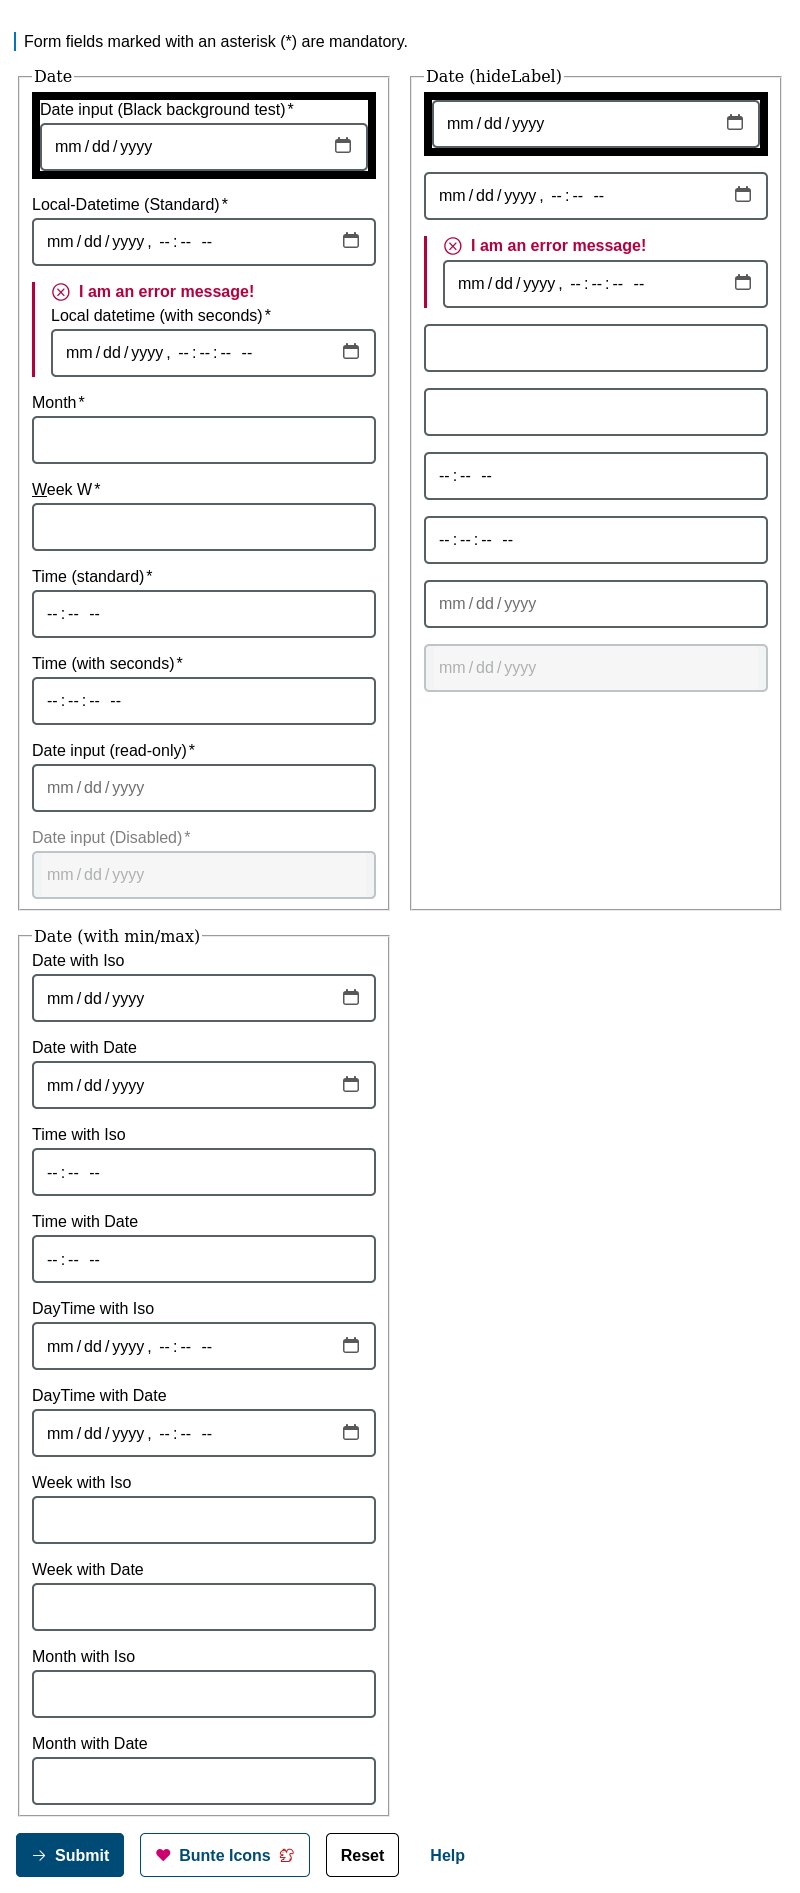 Form fields marked with an asterisk (*) are mandatory.
Date
Date input (Black background test)*
mm/dd/yyyy
Local-Datetime (Standard)*
mm/dd/yyyy, --:-- --
I am an error message!
Local datetime (with seconds)*
mm/dd/yyyy, --:--:-- --
Month*
Week W*
Time (standard)*
--:-- --
Time (with seconds)*
--:--:-- --
Date input (read-only)*
mm/dd/yyyy
Date input (Disabled)*
mm/dd/yyyy
Date (hideLabel)
mm/dd/yyyy
mm/dd/yyyy, --:-- --
I am an error message!
mm/dd/yyyy, --:--:-- --
--:-- --
--:--:-- --
mm/dd/yyyy
mm/dd/yyyy
Date (with min/max)
Date with Iso
mm/dd/yyyy
Date with Date
mm/dd/yyyy
Time with Iso
--:-- --
Time with Date
--:-- --
DayTime with Iso
mm/dd/yyyy, --:-- --
DayTime with Date
mm/dd/yyyy, --:-- --
Week with Iso
Week with Date
Month with Iso
Month with Date
Submit
Bunte Icons
Reset
Help